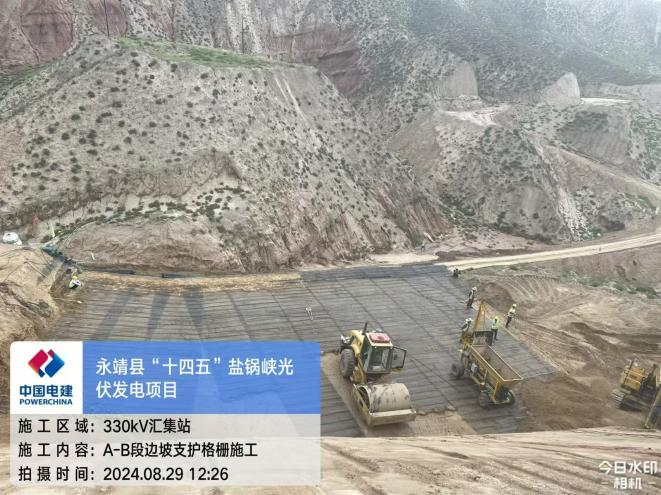 中国电建
POWERCHINA
永靖县“十四五”盐锅峡光
伏发电项目
施工区域：330kV汇集站
施工内容：A-B段边坡支护格栅施工
拍摄时间：2024.08.29 12:26
今日水印
相机